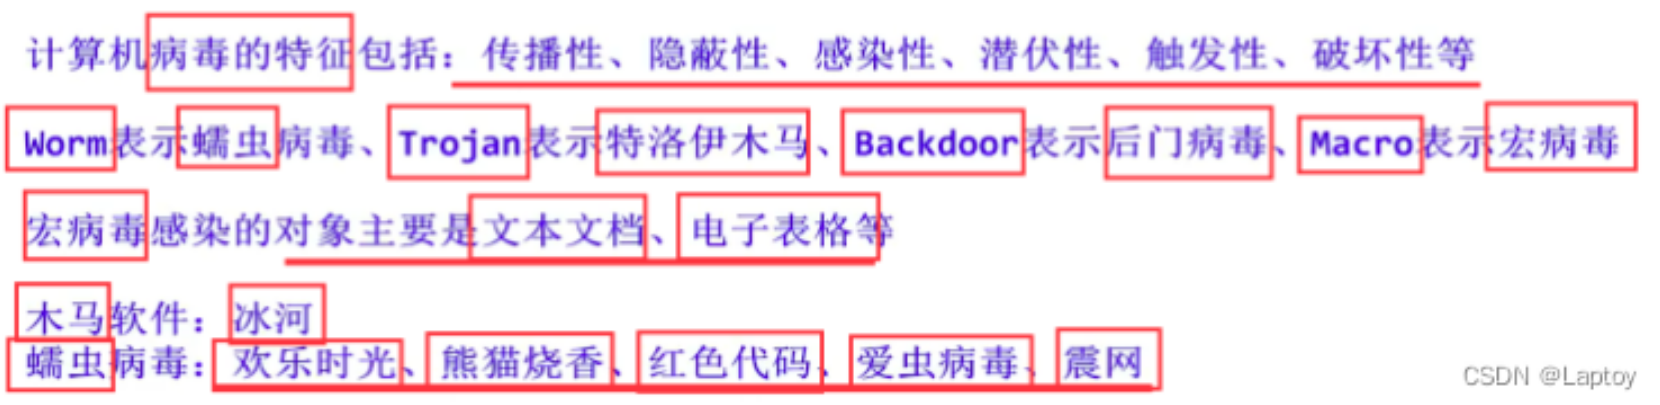 计算机病毒的特征包括：传播性、隐蔽性、感染性、潜伏性、触发性、破坏性等
Worm表示蠕虫病毒、Trojan表示特洛伊木马、Backdoor表示后门病毒、Macro表示宏病毒
宏病毒感染的对象主要是文本文档、电子表格等
木马软件：冰河
蠕虫病毒：欢乐时光、熊猫烧香、红色代码、爱虫病毒、震网
CSDN @Laptoy